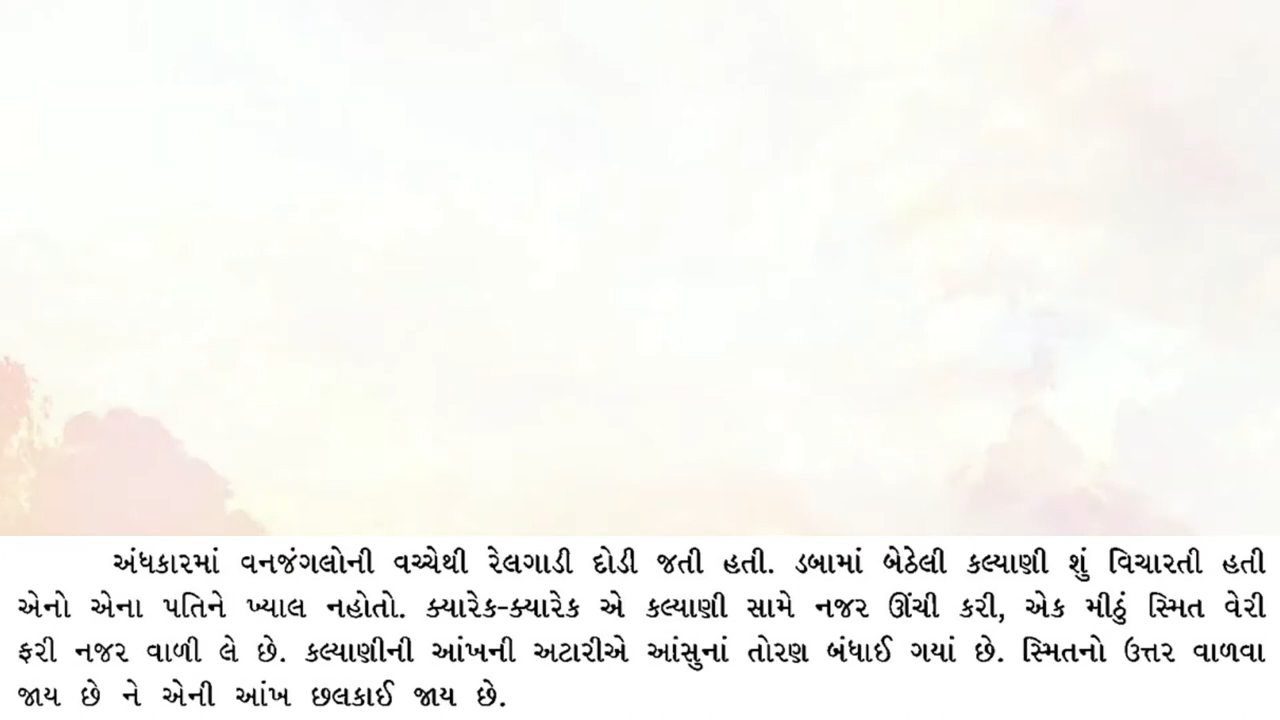 અંધકારમાં વનજંગલોની વચ્ચેથી રેલગાડી દોડી જતી હતી. ડબામાં બેઠેલી કલ્યાણી શું વિચારતી હતી
એનો એના પતિને ખ્યાલ નહોતો. ક્યારેક-ક્યારેક એ કલ્યાણી સામે નજર ઊંચી કરી, એક મીઠું સ્મિત વેરી
ફરી નજર વાળી લે છે. કલ્યાણીની આંખની અટારીએ આંસુનાં તોરણ બંધાઈ ગયાં છે. સ્મિતનો ઉત્તર વાળવા
જાય છે ને એની આંખ છલકાઈ જાય છે.